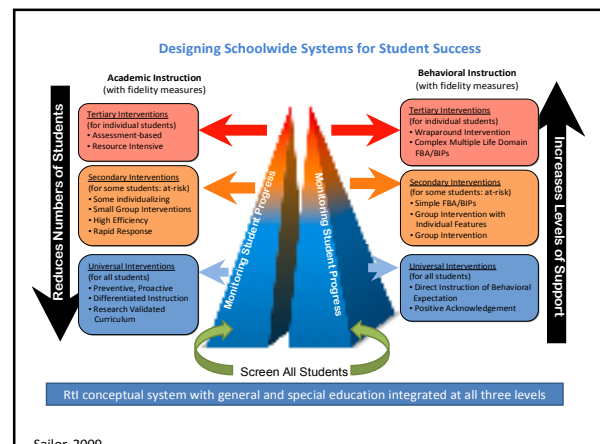 Designing Schoolwide Systems for Student Success
Academic Instruction
(with fidelity measures)
Behavioral Instruction
(with fidelity measures)
Reduces Numbers of Students
Tertiary Interventions
(for individual students)
• Assessment-based
• Resource Intensive
Secondary Interventions
(for some students: at-risk)
• Some individualizing
• Small Group Interventions
• High Efficiency
• Rapid Response
Universal Interventions
(for all students)
• Preventive, Proactive
• Differentiated Instruction
• Research Validated
Curriculum
Monitoring Student Progress
Monitoring Student Progress
Tertiary Interventions
(for individual students)
• Wraparound Intervention
• Complex Multiple Life Domain
FBA/BIPs
Secondary Interventions
(for some students: at-risk)
• Simple FBA/BIPs
• Group Intervention with
Individual Features
• Group Intervention
Universal Interventions
(for all students)
• Direct Instruction of Behavioral
Expectation
• Positive Acknowledgement
Increases Levels of Support
Screen All Students
RtI conceptual system with general and special education integrated at all three levels
Sailor, 2009